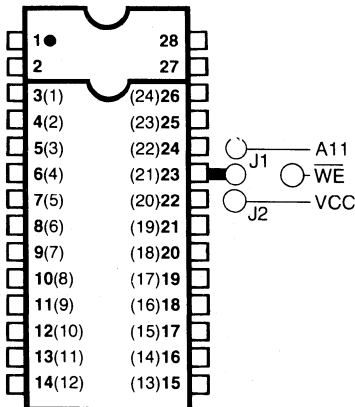 1 28
2 27
3(1) (24)26
4(2) (23)25
5(3) (22)24 A11
J1
6(4) (21)23 WE
7(5) (20)22 VCC
J2
8(6) (19)21
9(7) (18)20
10(8) (17)19
11(9) (16)18
12(10) (15)17
13(11) (14)16
14(12) (13)15